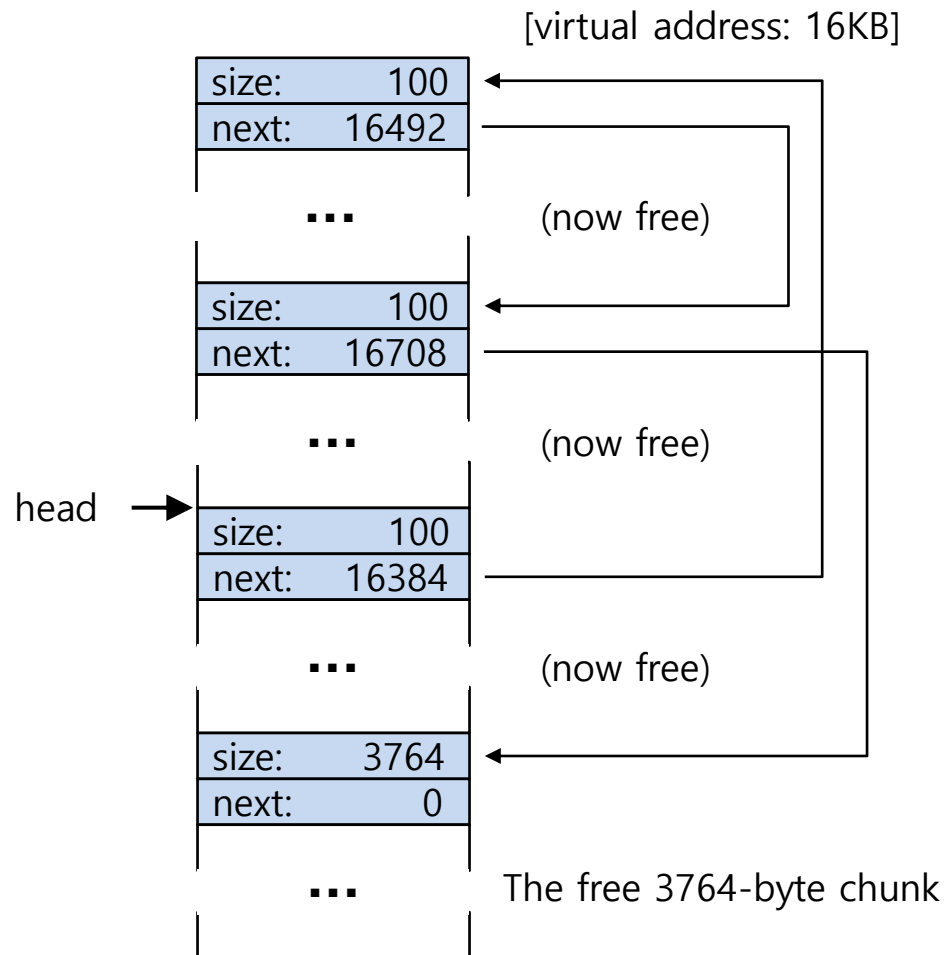 [virtual address: 16KB]
size: 100
next: 16492
...
(now free)
size: 100
next: 16708
...
(now free)
head
size: 100
next: 16384
...
(now free)
size: 3764
next: 0
...
The free 3764-byte chunk